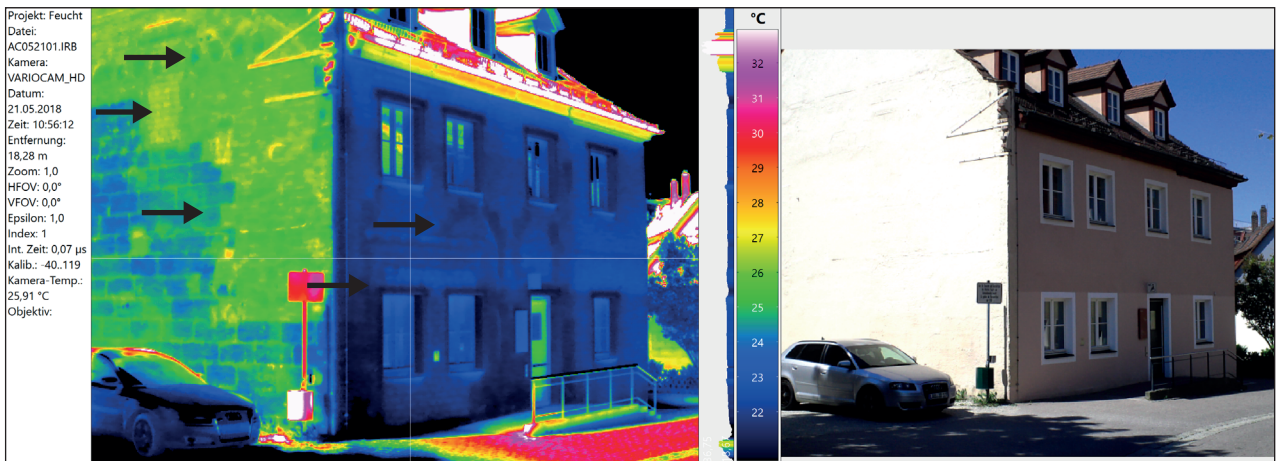 Projekt: Feucht
Datei:
AC052101.IRB
Kamera:
VARIOCAM_HD
Datum:
21.05.2018
Zeit: 10:56:12
Entfernung:
18,28 m
Zoom: 1,0
HFOV: 0,0°
VFOV: 0,0°
Epsilon: 1,0
Index: 1
Int. Zeit: 0,07 µs
Kalib.: -40..119
Kamera-Temp.:
25,91 °C
Objektiv:
°C
32
31
30
29
28
27
26
25
24
23
22